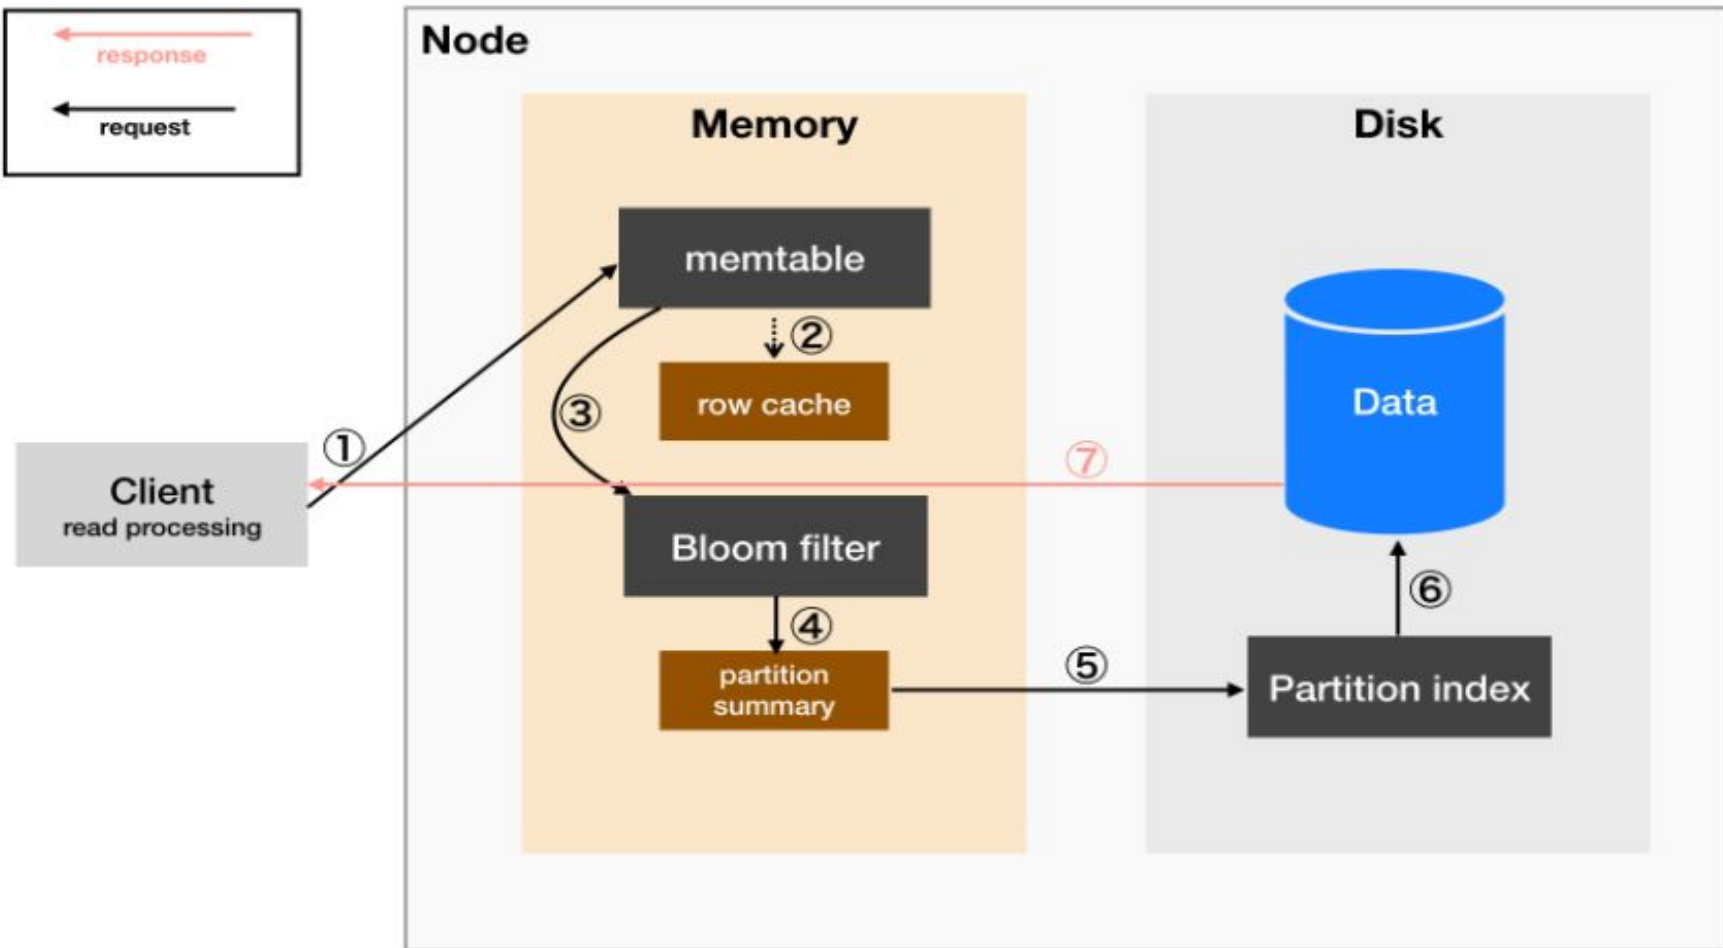 response
request
Node
Memory
Disk
memtable
②
row cache
③
Data
①
⑦
Client
read processing
Bloom filter
⑥
④
partition
summary
⑤
Partition index